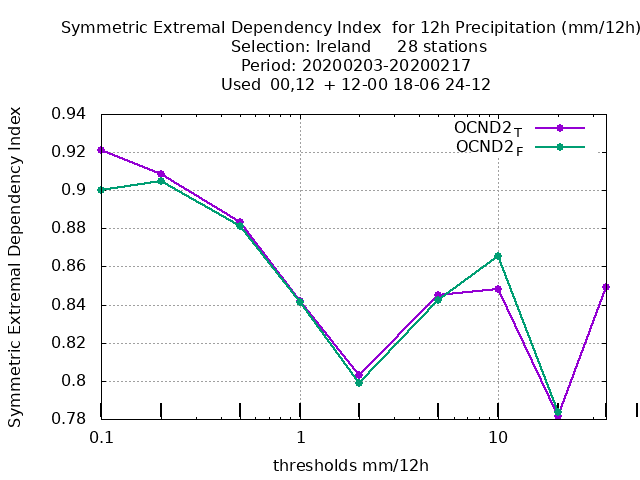 Symmetric Extremal Dependency Index  for 12h Precipitation (mm/12h)
Selection: Ireland     28 stations
Period: 20200203-20200217
Used  00,12  + 12-00 18-06 24-12
Symmetric Extremal Dependency Index
0.94
0.92
0.9
0.88
0.86
0.84
0.82
0.8
0.78
OCND2T
OCND2F
0.1 1 10
thresholds mm/12h